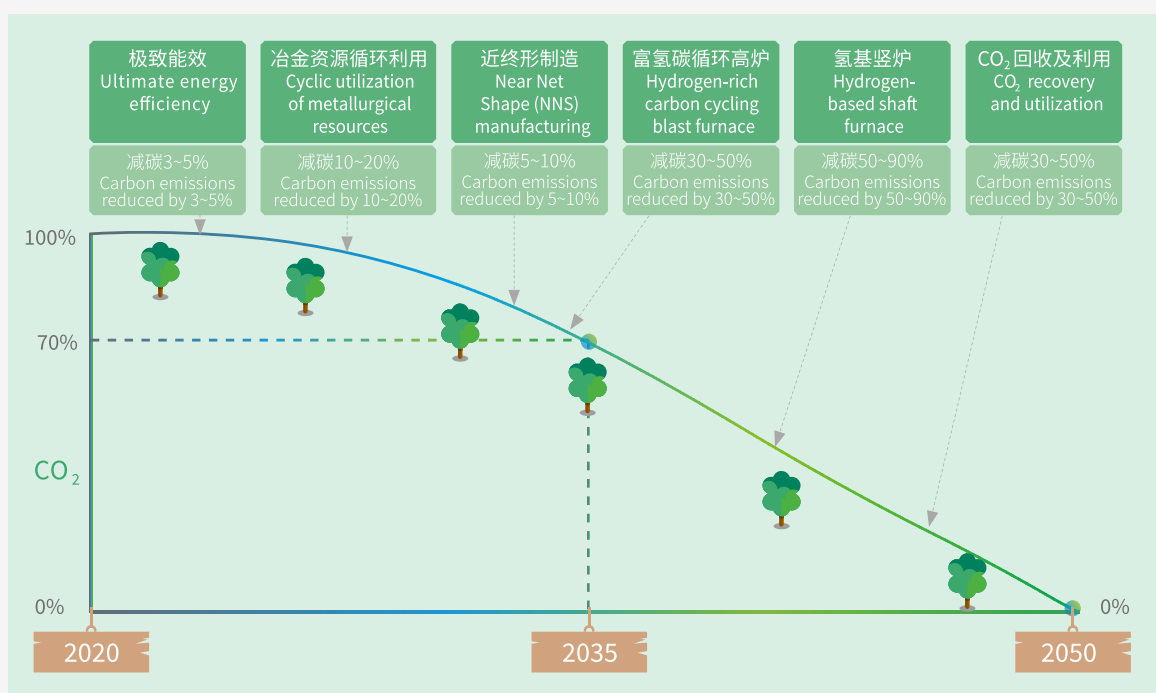 极致能效
Ultimate energy
efficiency
减碳3~5%
Carbon emissions
reduced by 3~5%
冶金资源循环利用
Cyclic utilization
of metallurgical
resources
减碳10~20%
Carbon emissions
reduced by 10~20%
近终形制造
Near Net
Shape (NNS)
manufacturing
减碳5~10%
Carbon emissions
reduced by 5~10%
富氢碳循环高炉
Hydrogen-rich
carbon cycling
blast furnace
减碳30~50%
Carbon emissions
reduced by 30~50%
氢基竖炉
Hydrogen-
based shaft
furnace
减碳50~90%
Carbon emissions
reduced by 50~90%
CO₂回收及利用
CO₂ recovery
and utilization
减碳30~50%
Carbon emissions
reduced by 30~50%
100%
70%
CO₂
0%
0%
2020
2035
2050